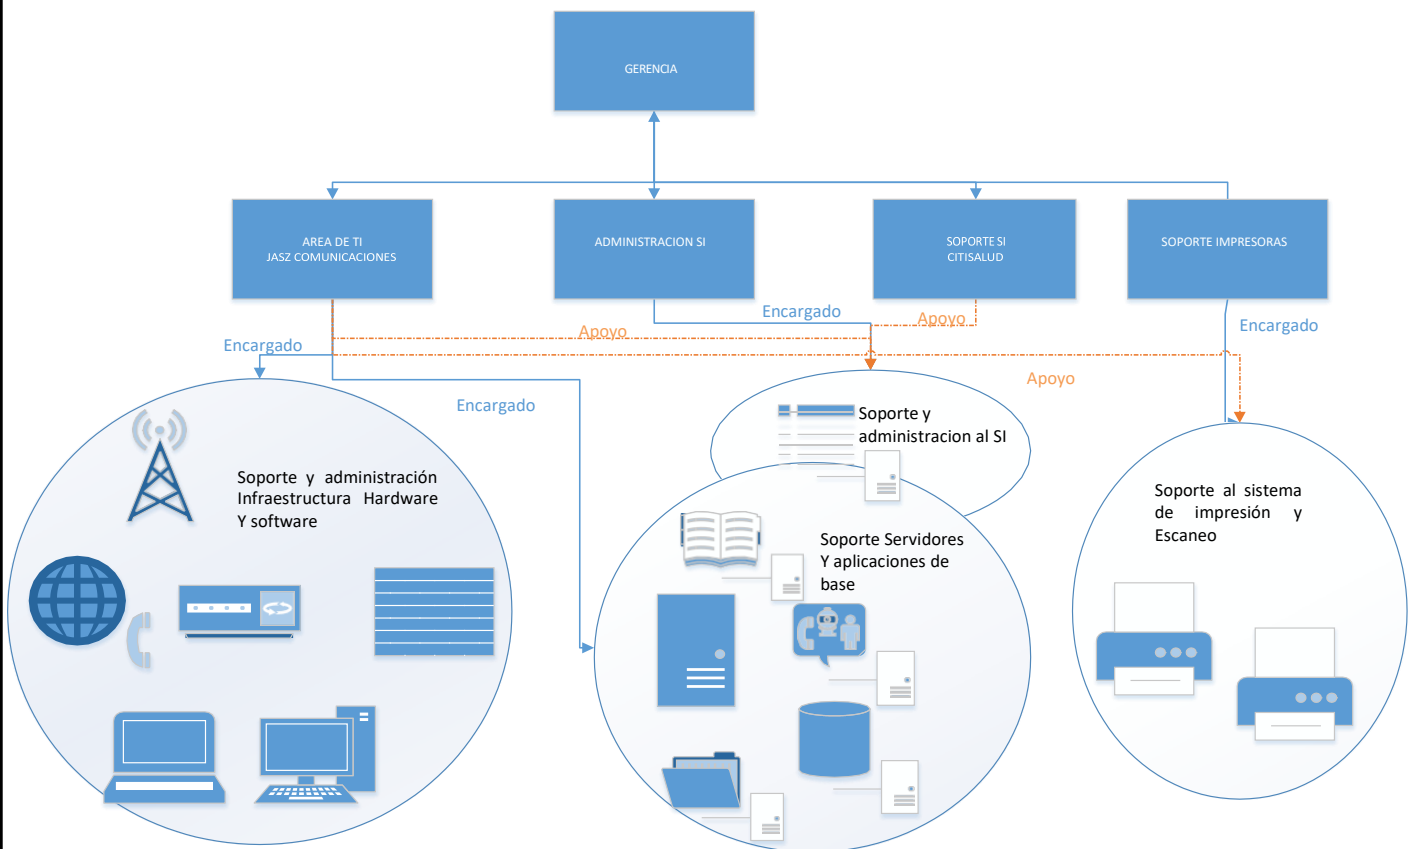 GERENCIA
AREA DE TI
JASZ COMUNICACIONES
ADMINISTRACION SI
SOPORTE SI
CITISALUD
SOPORTE IMPRESORAS
Encargado
Apoyo
Encargado
Apoyo
Encargado
Apoyo
Encargado
Soporte y administración
Infraestructura Hardware
Y software
Soporte y
administracion al SI
Soporte Servidores
Y aplicaciones de
base
Soporte al sistema
de impresión y
Escaneo